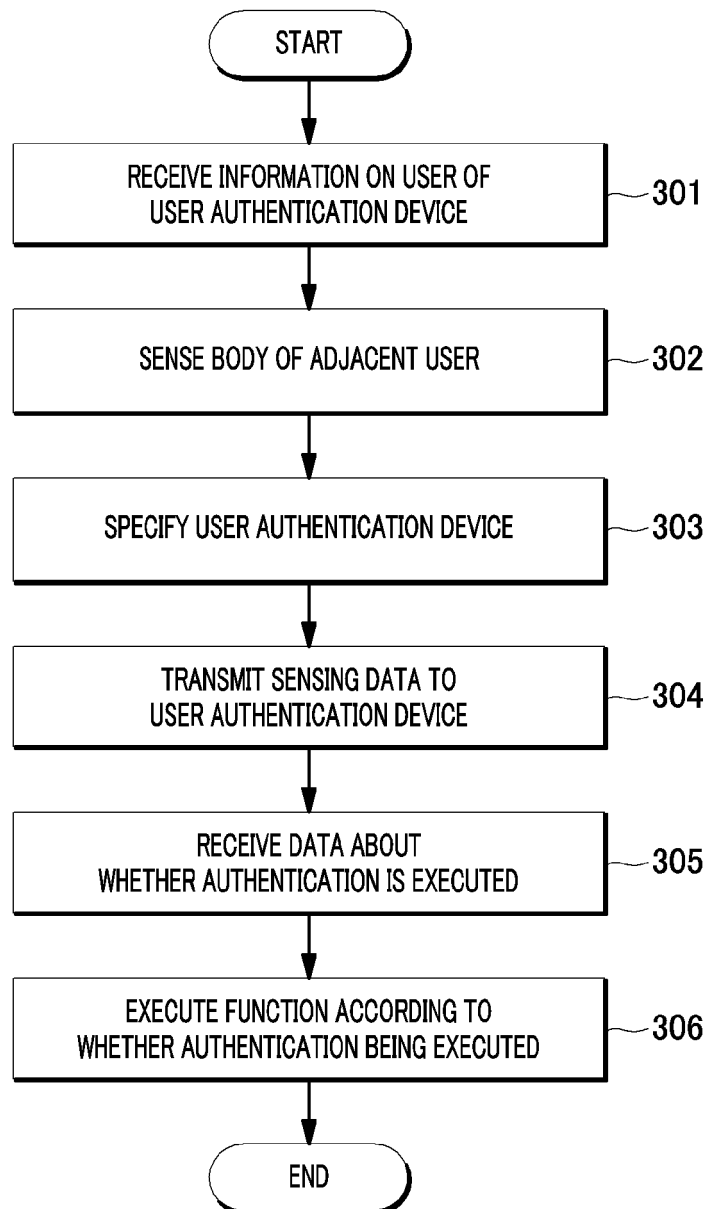 START
RECEIVE INFORMATION ON USER OF
USER AUTHENTICATION DEVICE
301
SENSE BODY OF ADJACENT USER
302
SPECIFY USER AUTHENTICATION DEVICE
303
TRANSMIT SENSING DATA TO
USER AUTHENTICATION DEVICE
304
RECEIVE DATA ABOUT
WHETHER AUTHENTICATION IS EXECUTED
305
EXECUTE FUNCTION ACCORDING TO
WHETHER AUTHENTICATION BEING EXECUTED
306
END